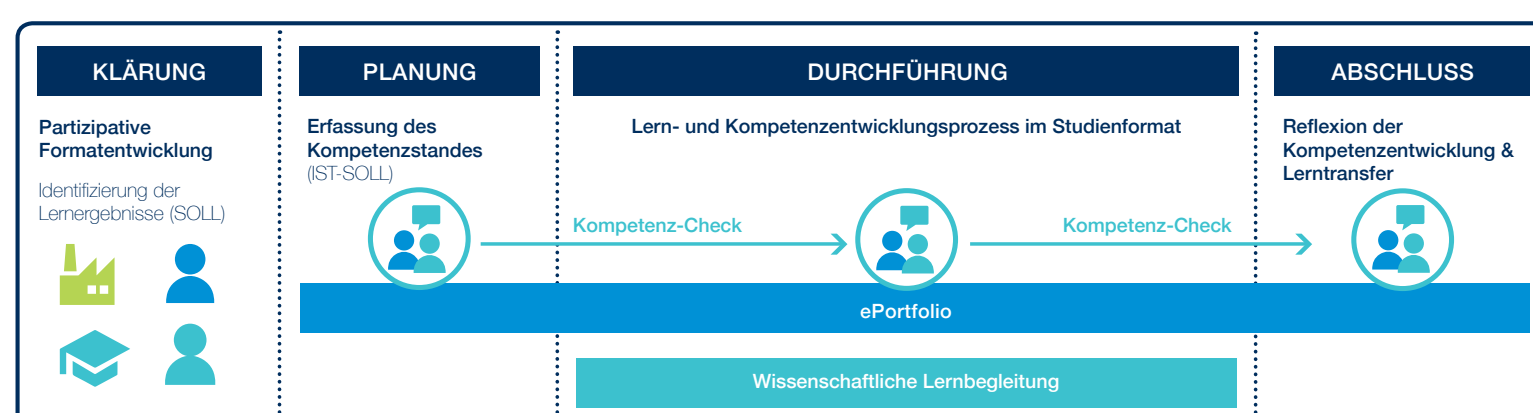 KLÄRUNG
Partizipative
Formatentwicklung
Identifizierung der
Lernergebnisse (SOLL)
PLANUNG
Erfassung des
Kompetenzstandes
(IST-SOLL)
DURCHFÜHRUNG
Lern- und Kompetenzentwicklungsprozess im Studienformat
Kompetenz-Check
Kompetenz-Check
ABSCHLUSS
Reflexion der
Kompetenzentwicklung &
Lerntransfer
ePortfolio
Wissenschaftliche Lernbegleitung